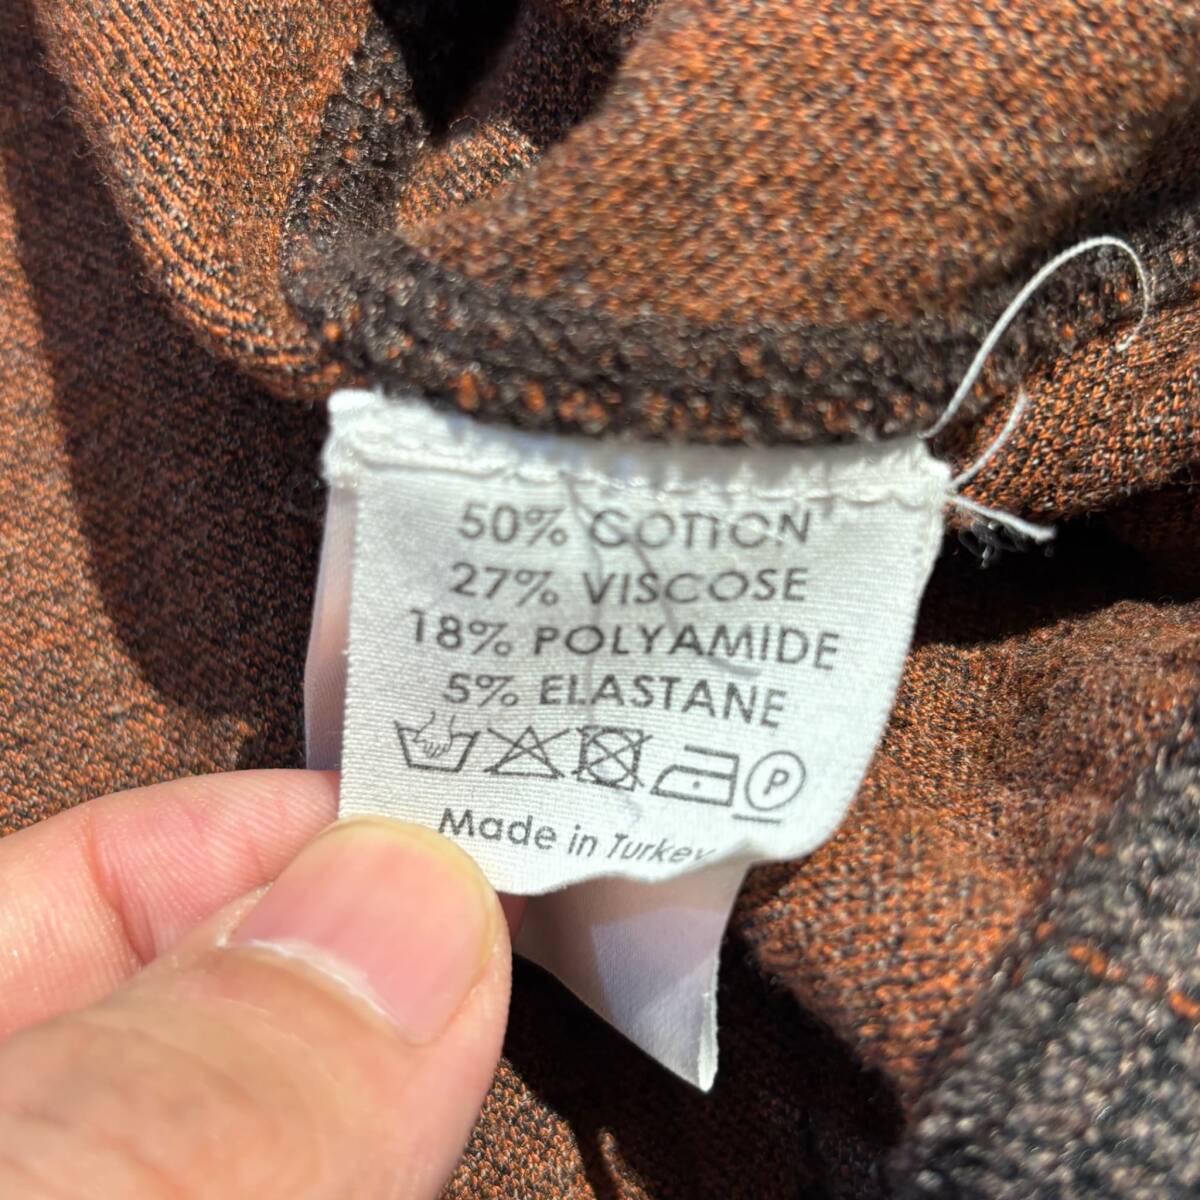 50% COTTON
27% VISCOSE
18% POLYAMIDE
5% ELASTANE
P
Made in Turkey